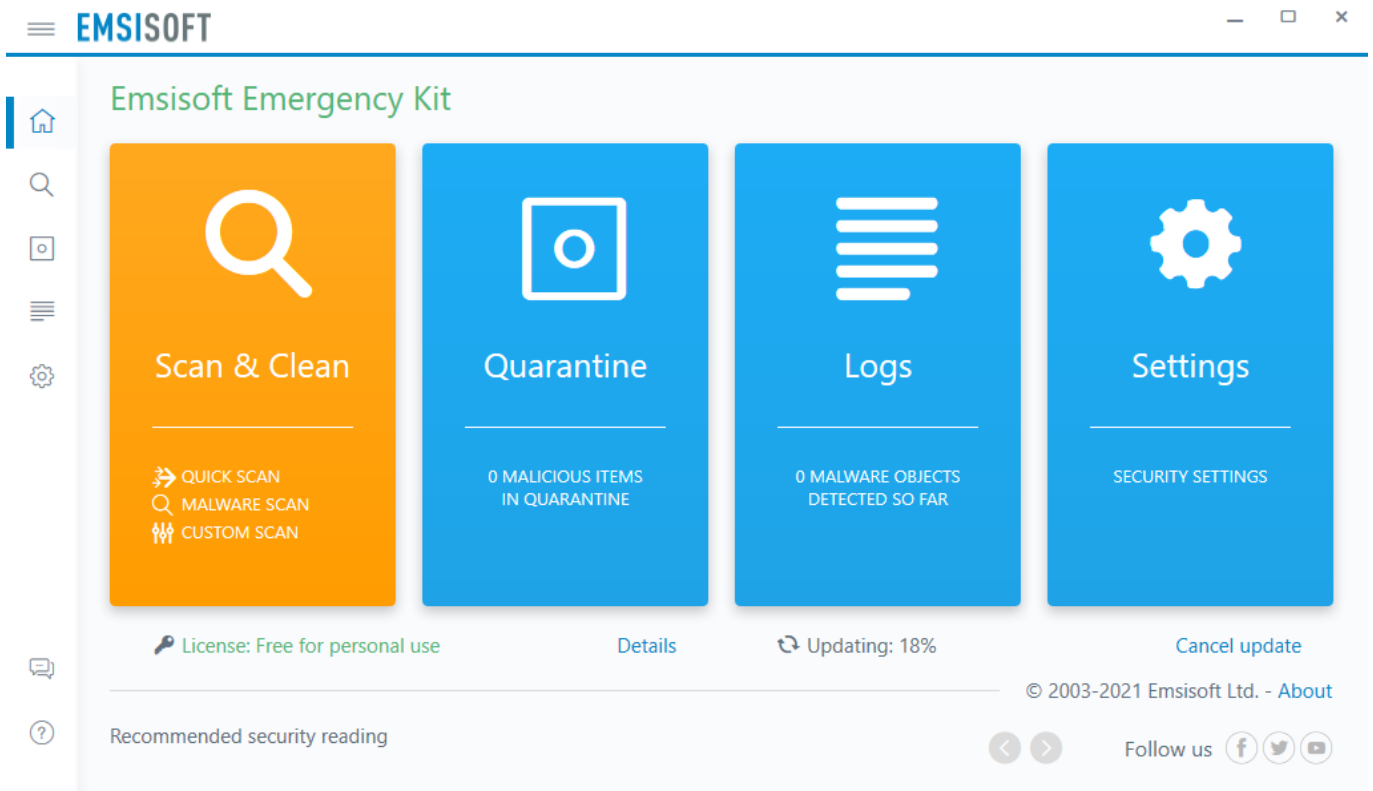 EMSISOFT
Emsisoft Emergency Kit
Scan & Clean
QUICK SCAN
MALWARE SCAN
CUSTOM SCAN
Quarantine
0 MALICIOUS ITEMS
IN QUARANTINE
Logs
0 MALWARE OBJECTS
DETECTED SO FAR
Settings
SECURITY SETTINGS
License: Free for personal use
Details
Updating: 18%
Cancel update
© 2003-2021 Emsisoft Ltd. - About
Recommended security reading
Follow us